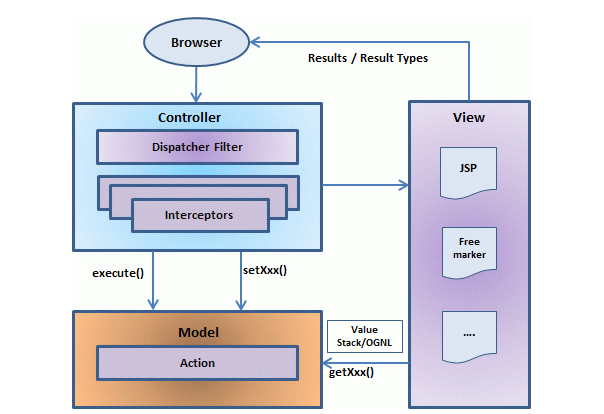 Browser
Results / Result Types
Controller
Dispatcher Filter
Interceptors
View
JSP
Free
marker
....
execute()
setXxx()
Model
Action
Value
Stack/OGNL
getXxx()